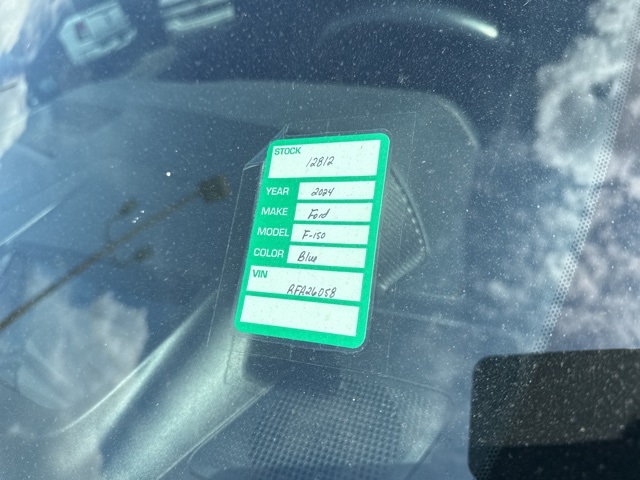 STOCK 12812
YEAR 2024
MAKE Ford
MODEL F-150
COLOR Blue
VIN
RFA26058